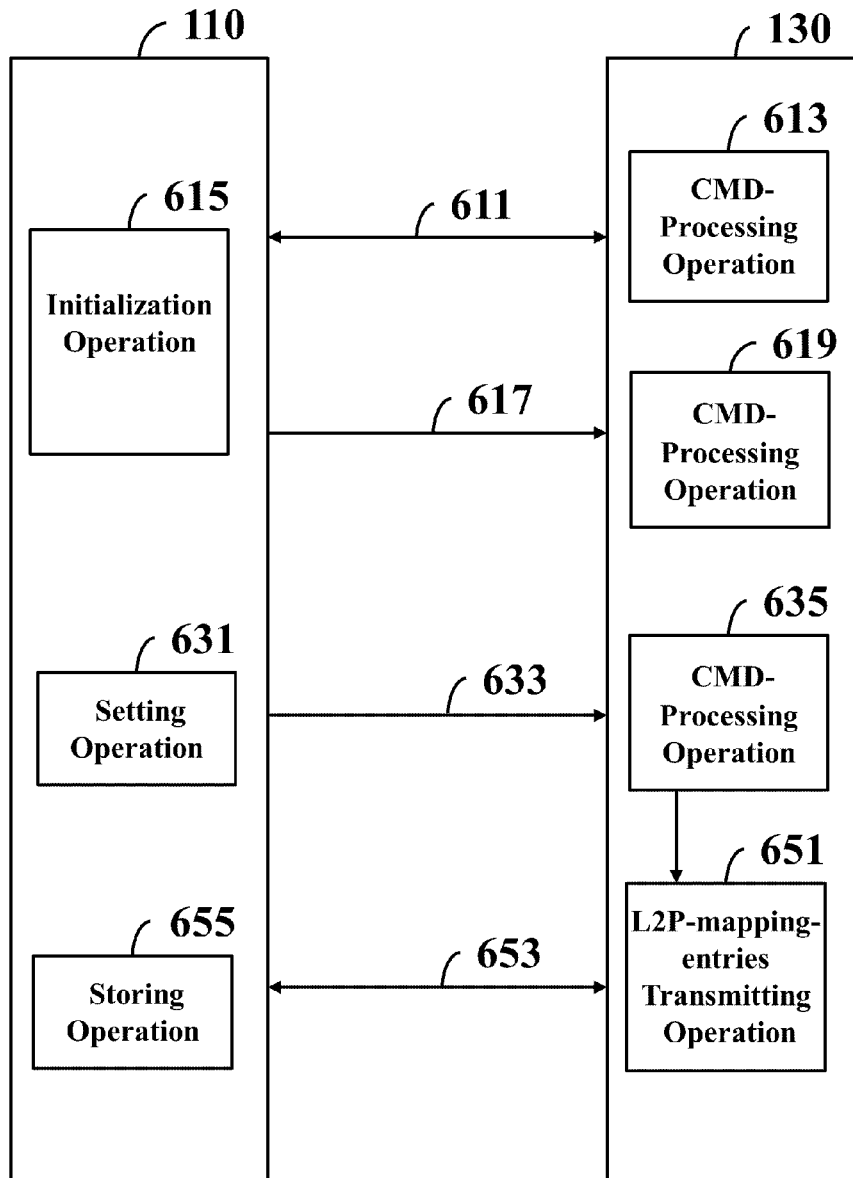 110
130
613
CMD-
Processing
Operation
615
Initialization
Operation
611
619
CMD-
Processing
Operation
617
635
CMD-
Processing
Operation
631
Setting
Operation
633
651
L2P-mapping-
entries
Transmitting
Operation
655
Storing
Operation
653